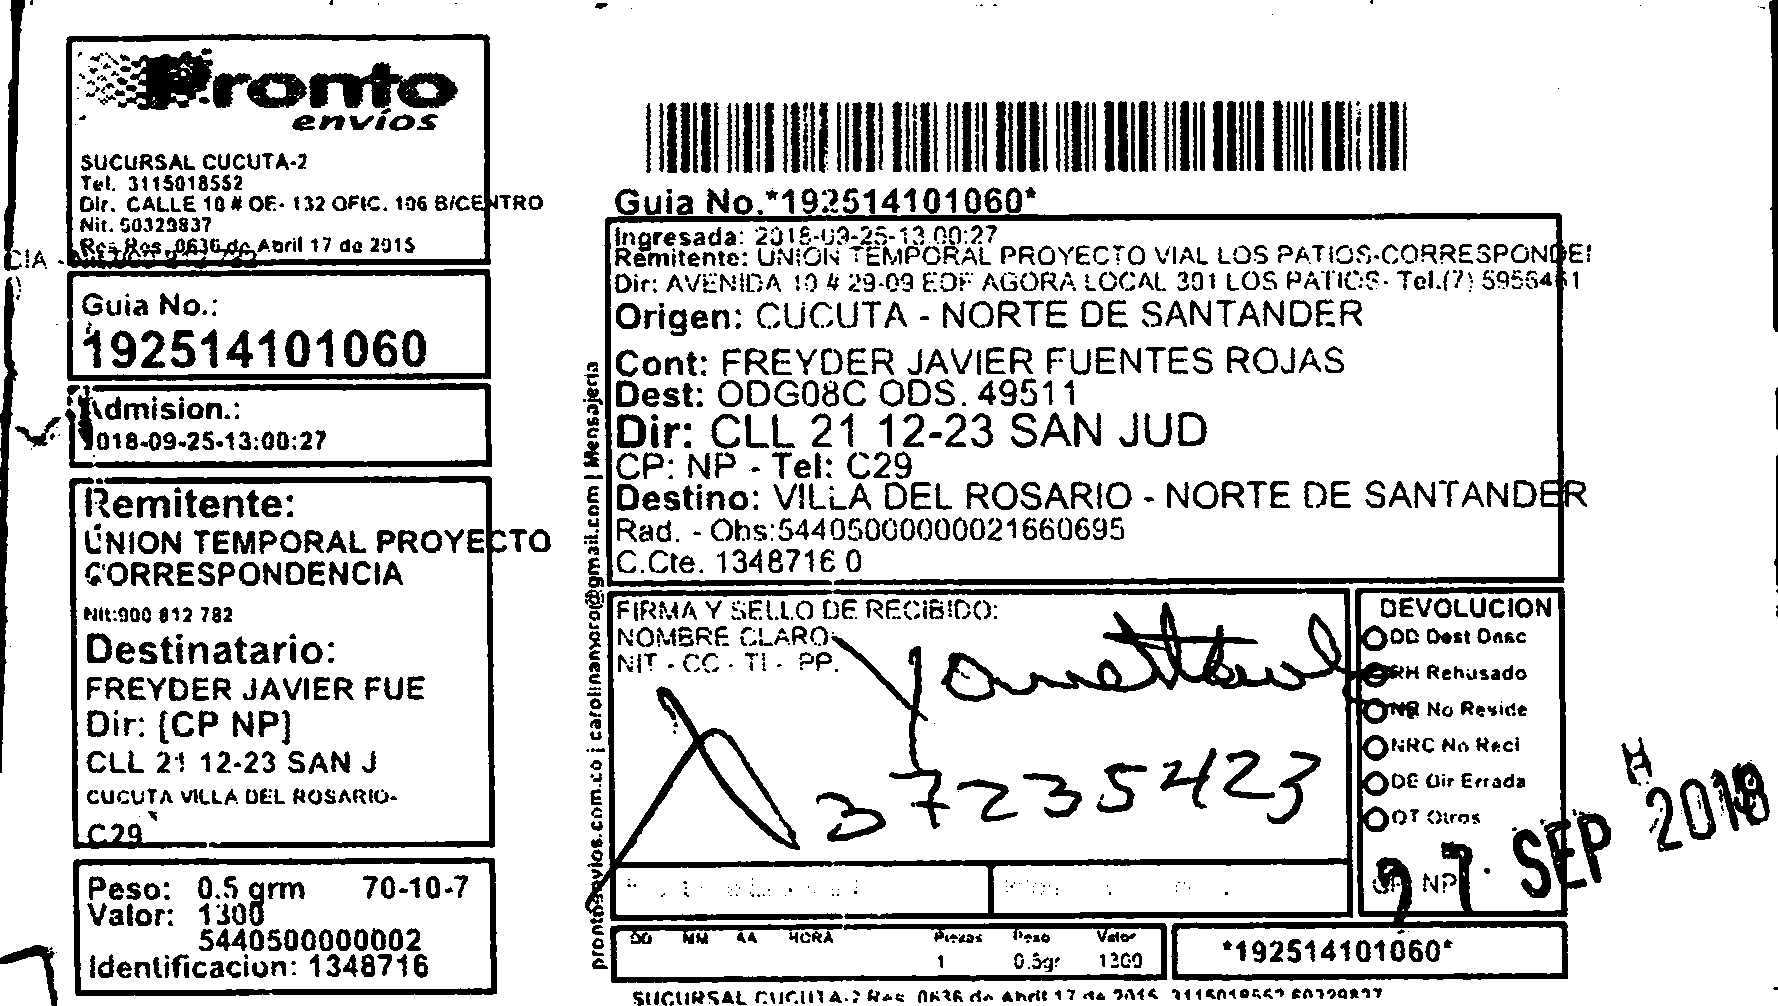 Pronto
envíos
SUCURSAL CUCUTA-2
Tel. 3115018552
Dir. CALLE 10 # OE- 132 OFIC. 106 B/CENTRO
Nit. 60329837
Res Res. 0636 de Abril 17 de 2015
CIA -
Guia No.:
192514101060
Admision.:
2018-09-25-13:00:27
Remitente:
UNION TEMPORAL PROYECTO
CORRESPONDENCIA
Nit:900 812 782
Destinatario:
FREYDER JAVIER FUE
Dir: [CP NP]
CLL 21 12-23 SAN J
CUCUTA VILLA DEL ROSARIO-
C29
Peso: 0.5 grm 70-10-7
Valor: 1300
5440500000002
Identificacion: 1348716
prontoenvios.com.co | carolinanyoro@gmail.com | Mensajeria
Guia No.*192514101060*
Ingresada: 2018-09-25-13:00:27
Remitente: UNION TEMPORAL PROYECTO VIAL LOS PATIOS-CORRESPONDEI
Dir: AVENIDA 10 # 29-09 EDF AGORA LOCAL 301 LOS PATIOS- Tel.(7) 5956461
Origen: CUCUTA - NORTE DE SANTANDER
Cont: FREYDER JAVIER FUENTES ROJAS
Dest: ODG08C ODS. 49511
Dir: CLL 21 12-23 SAN JUD
CP: NP - Tel: C29
Destino: VILLA DEL ROSARIO - NORTE DE SANTANDER
Rad. - Obs:54405000000021660695
C.Cte. 1348716 0
FIRMA Y SELLO DE RECIBIDO:
NOMBRE CLARO:
NIT - CC - TI - PP.
37235423
DEVOLUCION
DD Dest Desc
RH Rehusado
NR No Reside
NRC No Reci
DE Dir Errada
OT Otros
NP
27 SEP 2018
DD MM AA HORA Piezas Peso Valor
1 0.5gr 1300
*192514101060*
SUCURSAL CUCUTA-2 Res. 0636 de Abril 17 de 2015 3115018552 60329837